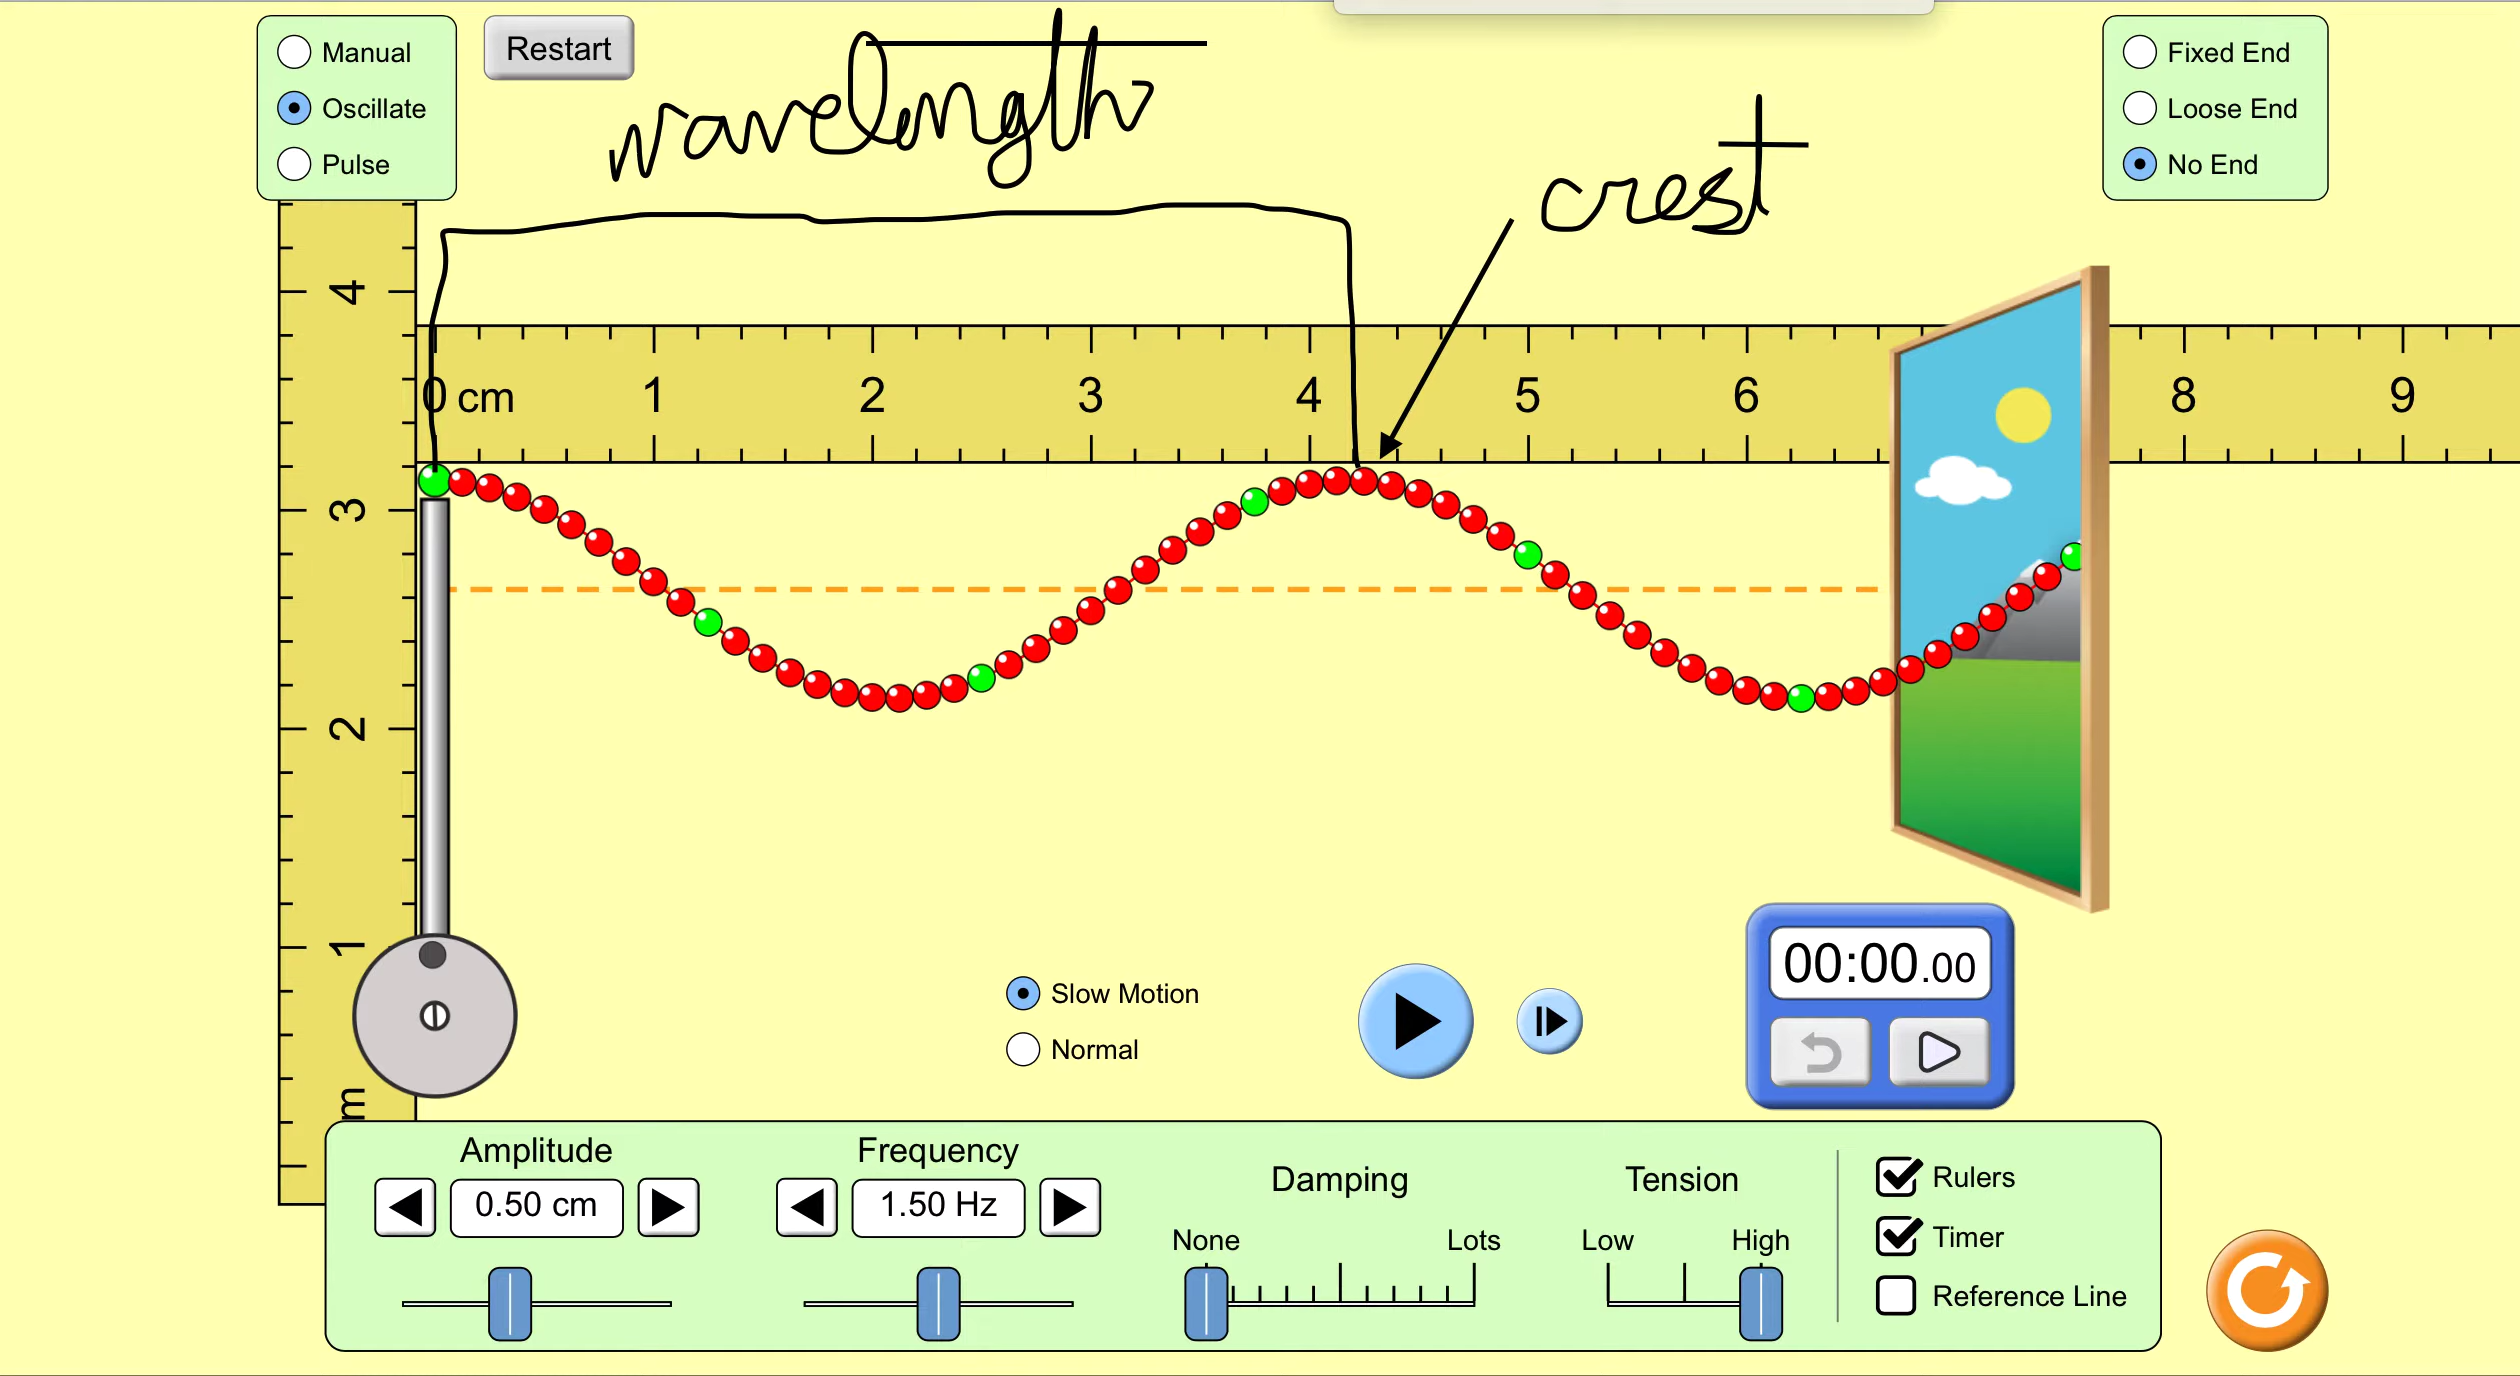 Manual
Oscillate
Pulse
Restart
wavelength
crest
Fixed End
Loose End
No End
4
3
2
1
m
0 cm 1 2 3 4 5 6 8 9
Slow Motion
Normal
00:00.00
Amplitude
0.50 cm
Frequency
1.50 Hz
Damping
None Lots
Tension
Low High
Rulers
Timer
Reference Line